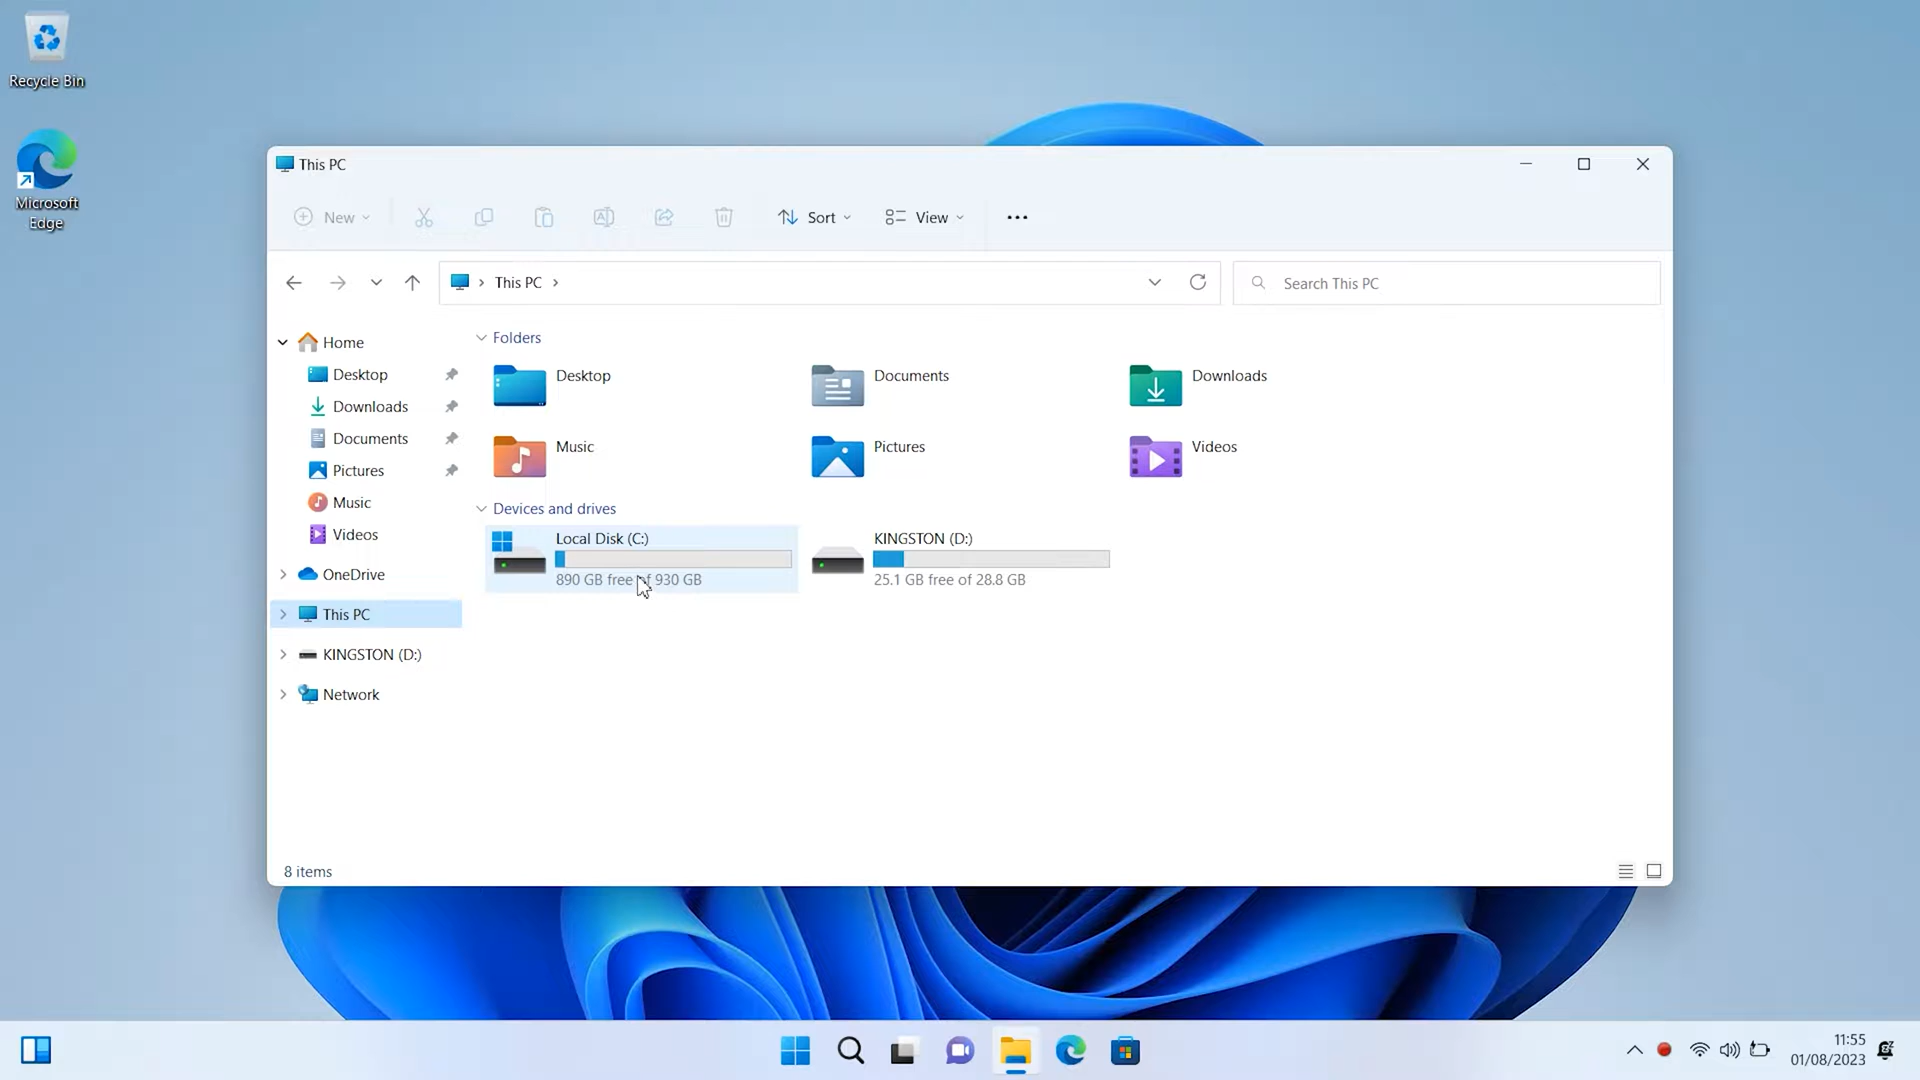 Recycle Bin
Microsoft
Edge
This PC
New
Sort
View
This PC
Search This PC
Home
Desktop
Downloads
Documents
Pictures
Music
Videos
OneDrive
This PC
KINGSTON (D:)
Network
Folders
Desktop
Documents
Downloads
Music
Pictures
Videos
Devices and drives
Local Disk (C:)
890 GB free of 930 GB
KINGSTON (D:)
25.1 GB free of 28.8 GB
8 items
11:55
01/08/2023